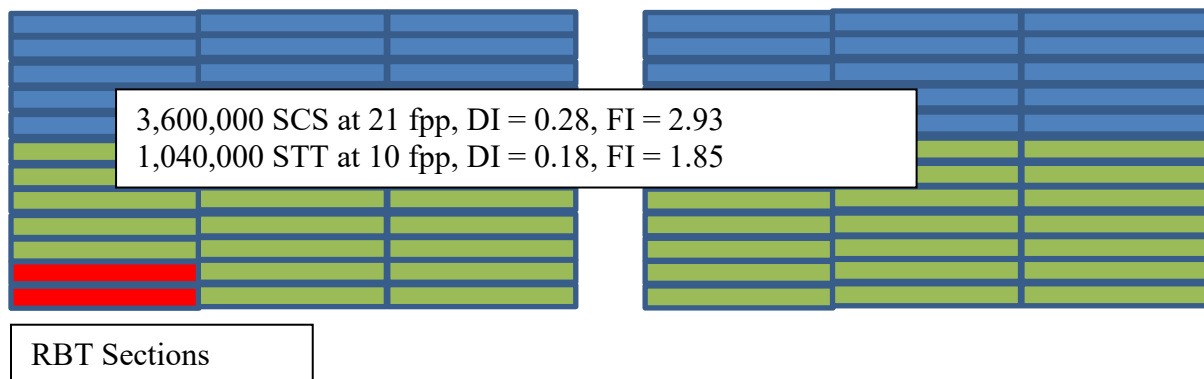 3,600,000 SCS at 21 fpp, DI = 0.28, FI = 2.93
1,040,000 STT at 10 fpp, DI = 0.18, FI = 1.85
RBT Sections